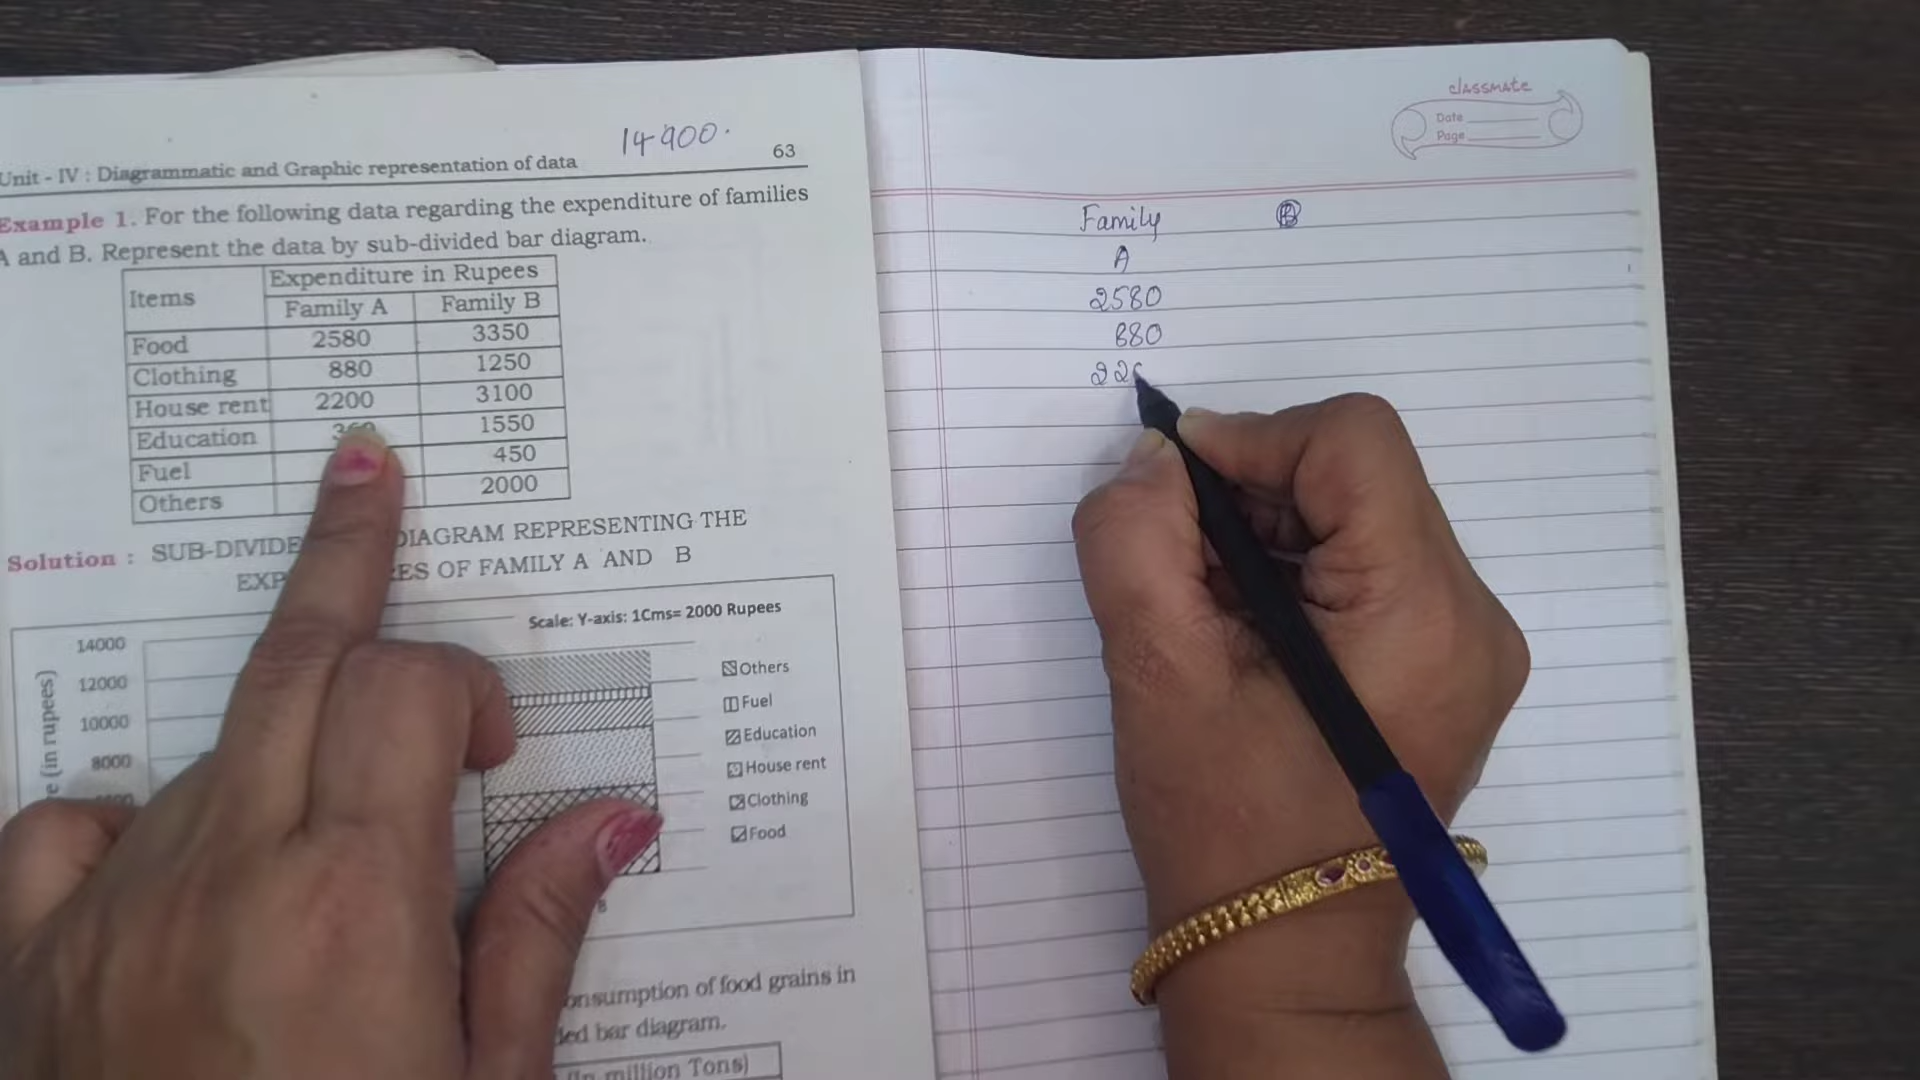 14900.
Unit - IV : Diagrammatic and Graphic representation of data 63
Example 1. For the following data regarding the expenditure of families
A and B. Represent the data by sub-divided bar diagram.
Items Expenditure in Rupees
Family A Family B
Food 2580 3350
Clothing 880 1250
House rent 2200 3100
Education 360 1550
Fuel 450
Others 2000
Solution : SUB-DIVIDE DIAGRAM REPRESENTING THE
EXP ES OF FAMILY A AND B
Scale: Y-axis: 1Cms= 2000 Rupees
14000
12000
10000
8000
(in rupees)
Others
Fuel
Education
House rent
Clothing
Food
B
onsumption of food grains in
ded bar diagram.
(In million Tons)
classmate
Date
Page
Family B
A
2580
880
220